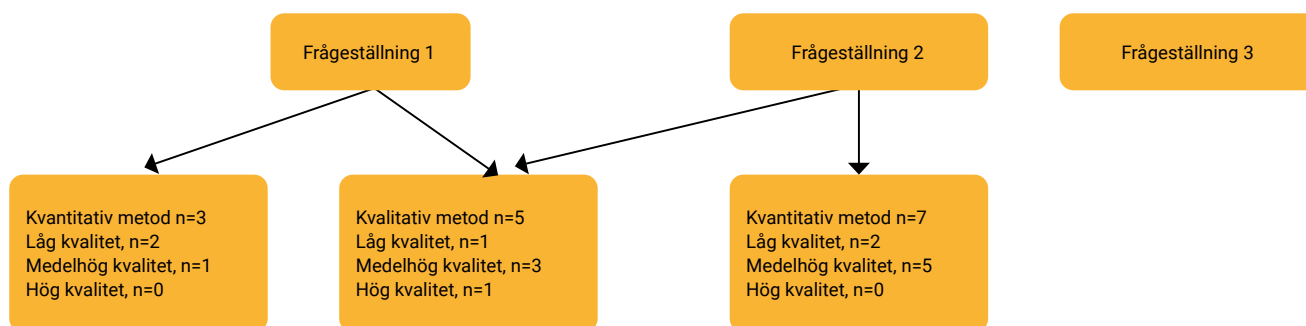 Frågeställning 1
Frågeställning 2
Frågeställning 3
Kvantitativ metod n=3
Låg kvalitet, n=2
Medelhög kvalitet, n=1
Hög kvalitet, n=0
Kvalitativ metod n=5
Låg kvalitet, n=1
Medelhög kvalitet, n=3
Hög kvalitet, n=1
Kvantitativ metod n=7
Låg kvalitet, n=2
Medelhög kvalitet, n=5
Hög kvalitet, n=0